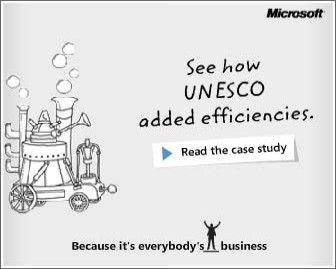 Microsoft
See how
UNESCO
added efficiencies.
Read the case study
Because it's everybody's business